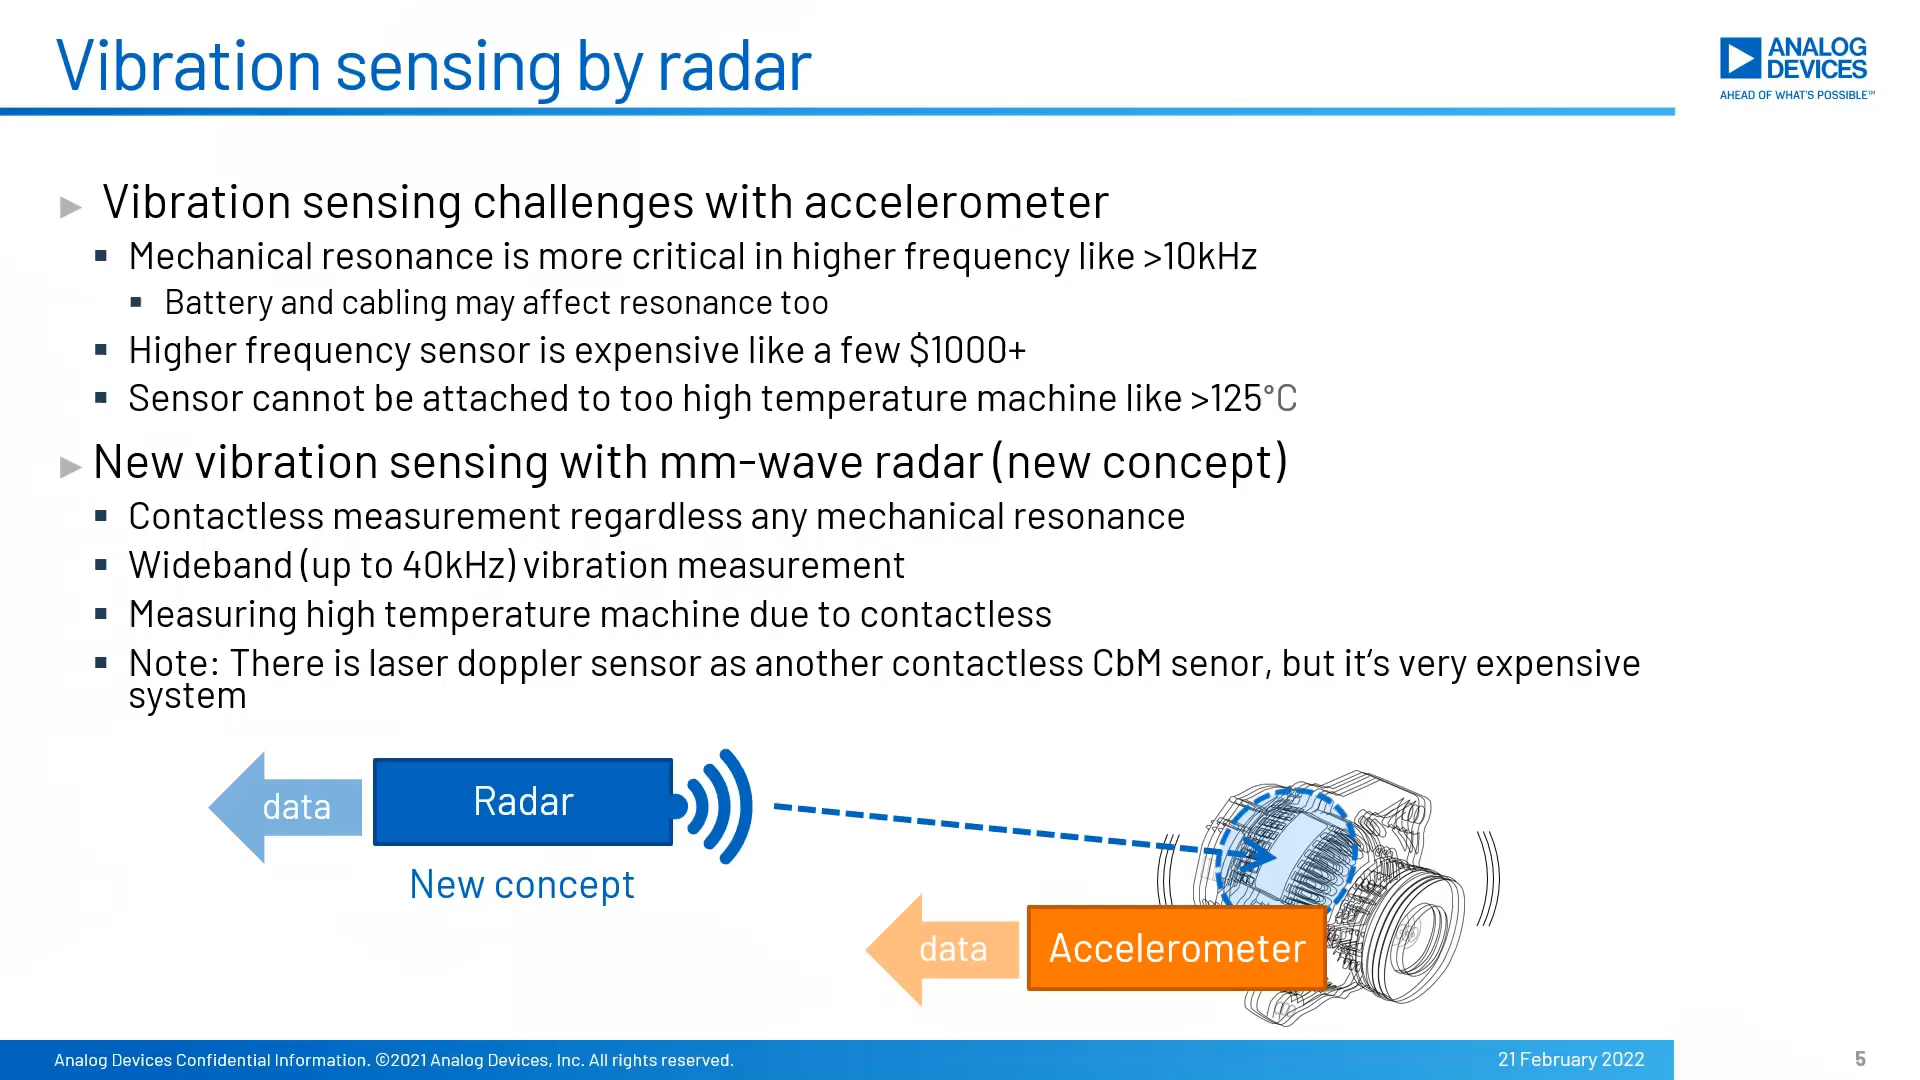 Vibration sensing by radar
ANALOG
DEVICES
AHEAD OF WHAT'S POSSIBLE™
Vibration sensing challenges with accelerometer
Mechanical resonance is more critical in higher frequency like >10kHz
Battery and cabling may affect resonance too
Higher frequency sensor is expensive like a few $1000+
Sensor cannot be attached to too high temperature machine like >125°C
New vibration sensing with mm-wave radar (new concept)
Contactless measurement regardless any mechanical resonance
Wideband (up to 40kHz) vibration measurement
Measuring high temperature machine due to contactless
Note: There is laser doppler sensor as another contactless CbM senor, but it's very expensive
system
data
Radar
New concept
data
Accelerometer
Analog Devices Confidential Information. ©2021 Analog Devices, Inc. All rights reserved.
21 February 2022
5